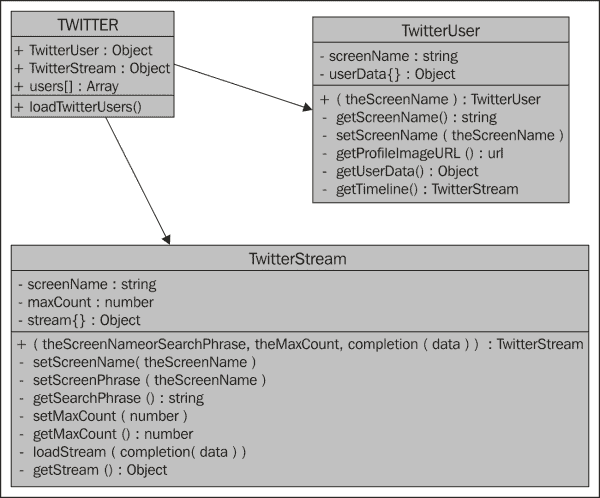 TWITTER
+ TwitterUser : Object
+ TwitterStream : Object
+ users[] : Array
+ loadTwitterUsers()
TwitterUser
- screenName : string
- userData{} : Object
+ ( theScreenName ) : TwitterUser
- getScreenName() : string
- setScreenName ( theScreenName )
- getProfileImageURL () : url
- getUserData() : Object
- getTimeline() : TwitterStream
TwitterStream
- screenName : string
- maxCount : number
- stream{} : Object
+ ( theScreenNameorSearchPhrase, theMaxCount, completion ( data ) ) : TwitterStream
- setScreenName( theScreenName )
- setScreenPhrase ( theScreenName )
- getSearchPhrase () : string
- setMaxCount ( number )
- getMaxCount () : number
- loadStream ( completion( data ) )
- getStream () : Object